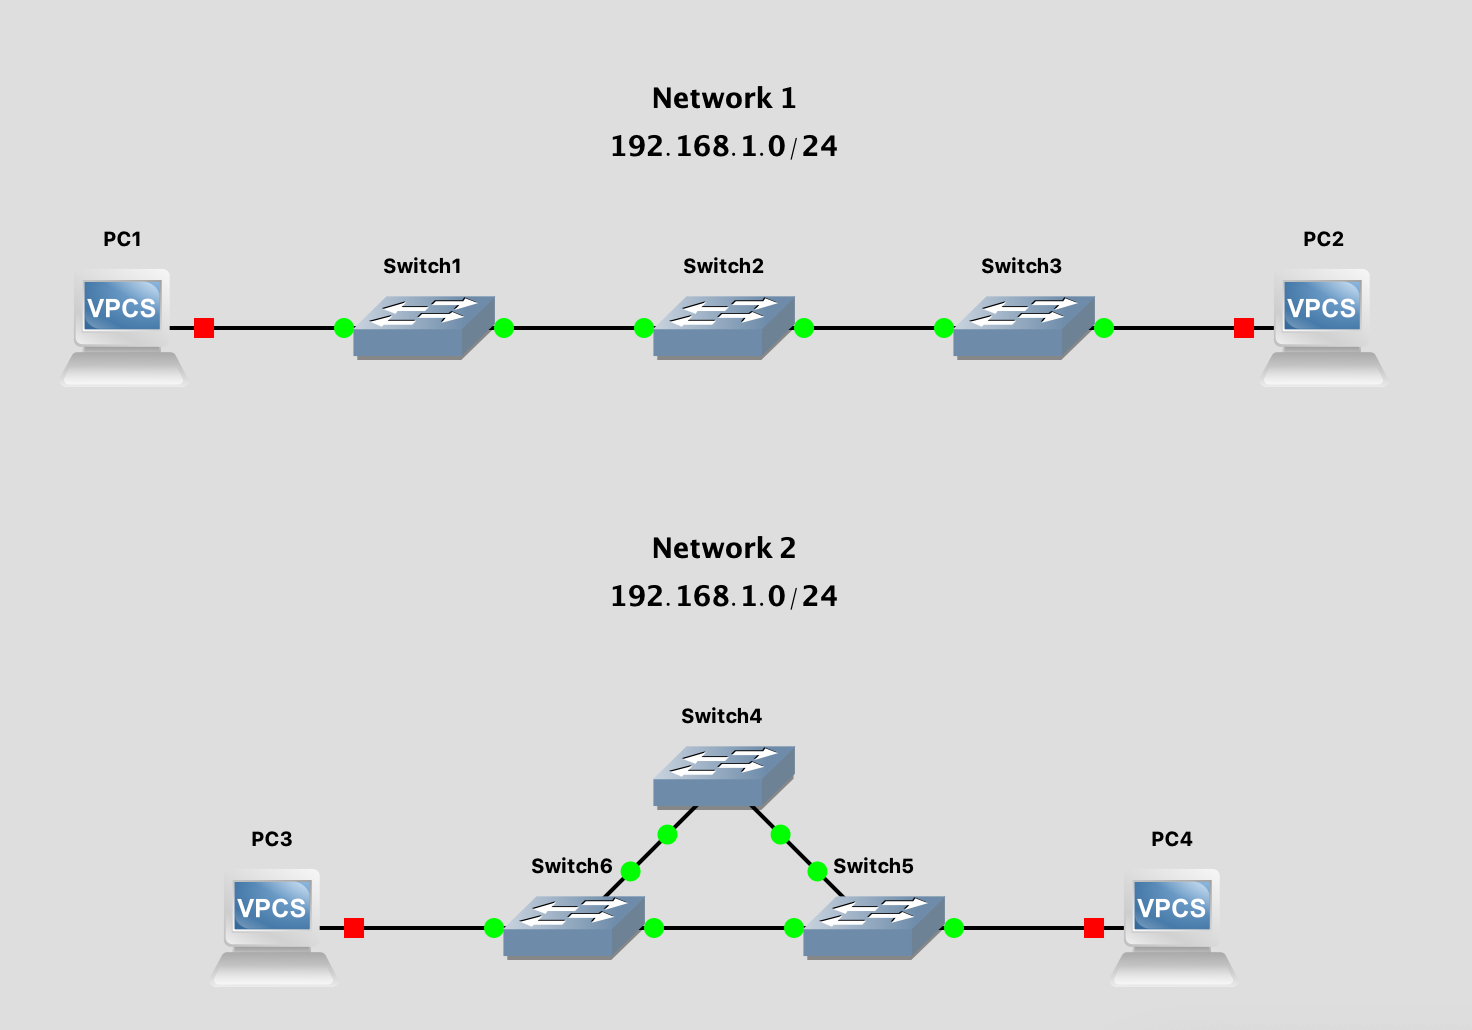 Network 1
192.168.1.0/24
PC1
PC2
Switch1
Switch2
Switch3
VPCS
VPCS
Network 2
192.168.1.0/24
Switch4
PC3
PC4
Switch6
Switch5
VPCS
VPCS